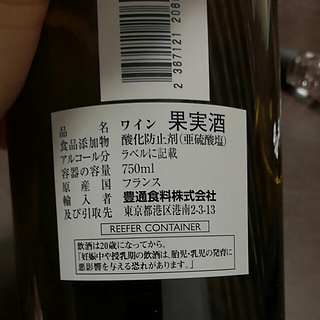 2 387121 208
品 名 ワイン 果実酒
食品添加物 酸化防止剤(亜硫酸塩)
アルコール分 ラベルに記載
容器の容量 750ml
原産国 フランス
輸入者 豊通食料株式会社
及び引取先 東京都港区港南2-3-13
REEFER CONTAINER
飲酒は20歳になってから。
「妊娠中や授乳期の飲酒は、胎児・乳児の発育に
悪影響を与える恐れがあります。」